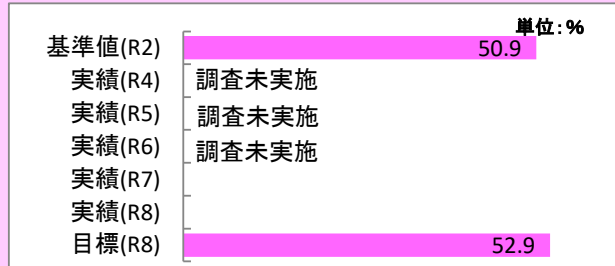 単位:%
基準値(R2) 50.9
実績(R4) 調査未実施
実績(R5) 調査未実施
実績(R6) 調査未実施
実績(R7)
実績(R8)
目標(R8) 52.9